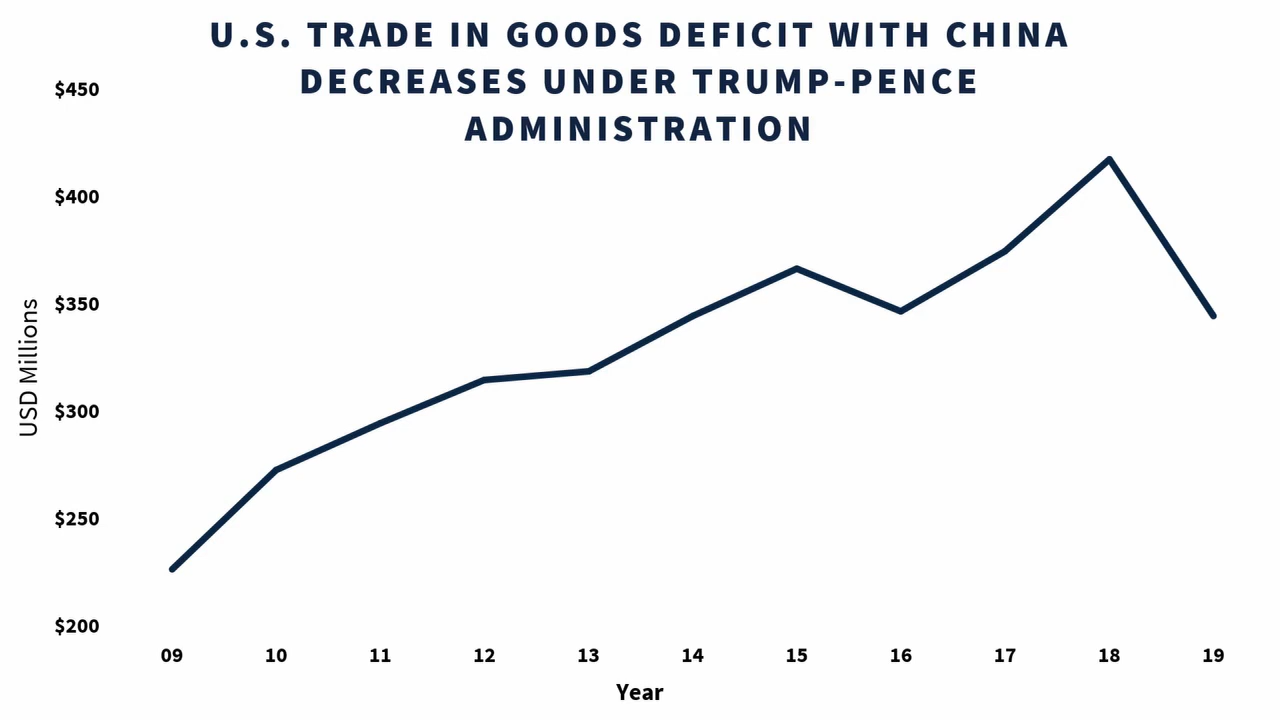 U.S. TRADE IN GOODS DEFICIT WITH CHINA
DECREASES UNDER TRUMP-PENCE
ADMINISTRATION
$450
$400
$350
$300
$250
$200
USD Millions
09 10 11 12 13 14 15 16 17 18 19
Year